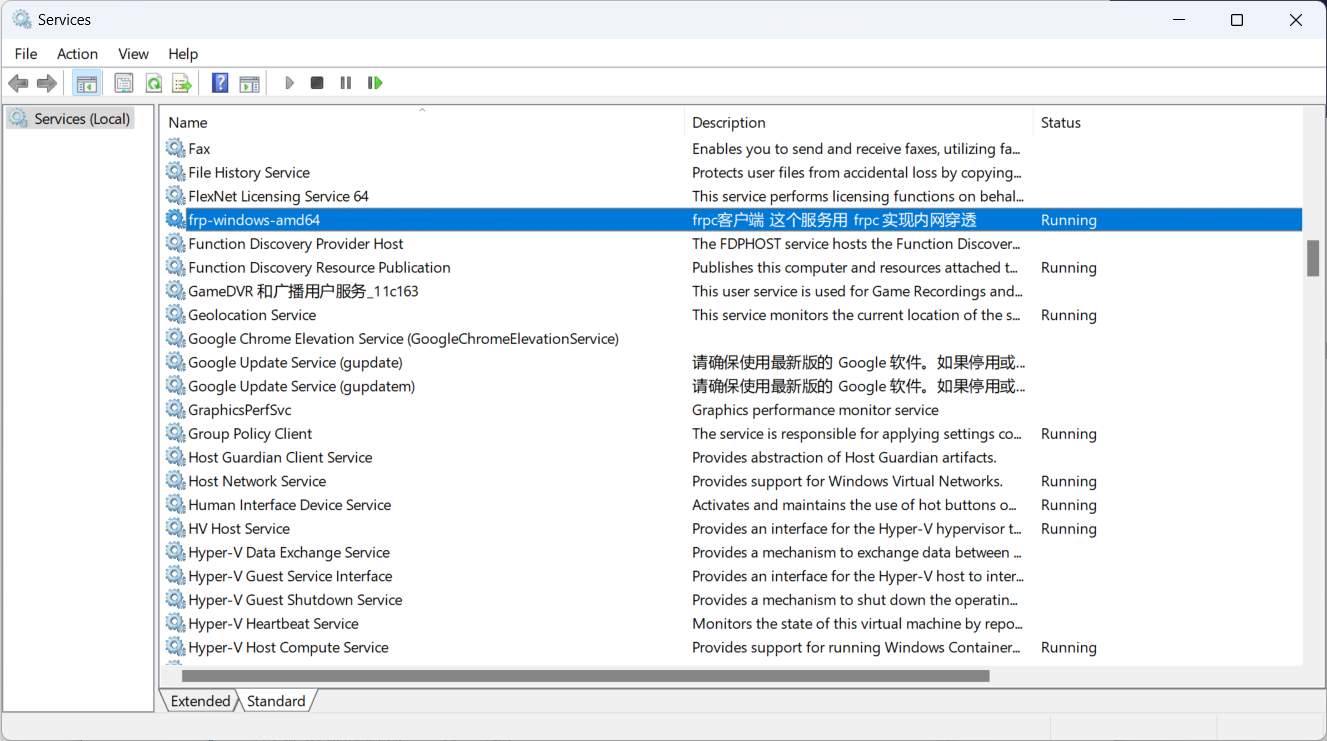 Services
File Action View Help
Services (Local)
Name Description Status
Fax Enables you to send and receive faxes, utilizing fa...
File History Service Protects user files from accidental loss by copying...
FlexNet Licensing Service 64 This service performs licensing functions on behal...
frp-windows-amd64 frpc客户端 这个服务用 frpc 实现内网穿透 Running
Function Discovery Provider Host The FDPHOST service hosts the Function Discover...
Function Discovery Resource Publication Publishes this computer and resources attached t... Running
GameDVR 和广播用户服务_11c163 This user service is used for Game Recordings and...
Geolocation Service This service monitors the current location of the s... Running
Google Chrome Elevation Service (GoogleChromeElevationService)
Google Update Service (gupdate) 请确保使用最新版的 Google 软件。如果停用或...
Google Update Service (gupdatem) 请确保使用最新版的 Google 软件。如果停用或...
GraphicsPerfSvc Graphics performance monitor service
Group Policy Client The service is responsible for applying settings co... Running
Host Guardian Client Service Provides abstraction of Host Guardian artifacts.
Host Network Service Provides support for Windows Virtual Networks. Running
Human Interface Device Service Activates and maintains the use of hot buttons o... Running
HV Host Service Provides an interface for the Hyper-V hypervisor t... Running
Hyper-V Data Exchange Service Provides a mechanism to exchange data between ...
Hyper-V Guest Service Interface Provides an interface for the Hyper-V host to inter...
Hyper-V Guest Shutdown Service Provides a mechanism to shut down the operatin...
Hyper-V Heartbeat Service Monitors the state of this virtual machine by repo...
Hyper-V Host Compute Service Provides support for running Windows Container... Running
Extended Standard